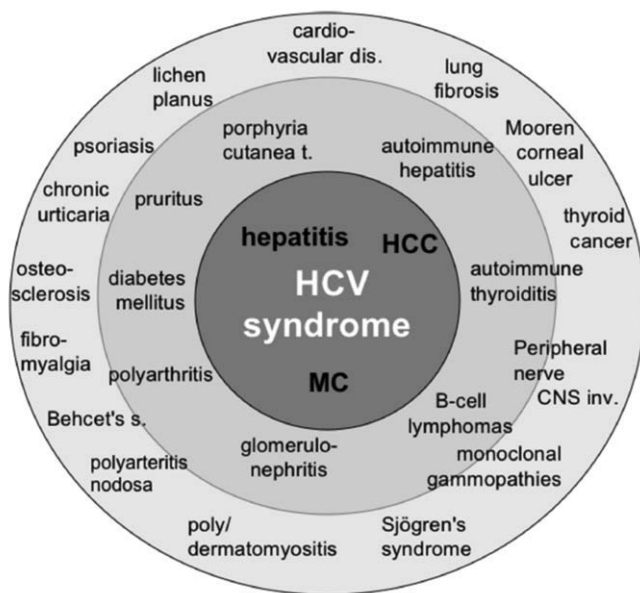 cardio-
vascular dis.
lichen
planus
lung
fibrosis
psoriasis
porphyria
cutanea t.
autoimmune
hepatitis
Mooren
corneal
ulcer
chronic
urticaria
pruritus
thyroid
cancer
hepatitis
HCC
osteo-
sclerosis
diabetes
mellitus
HCV
syndrome
autoimmune
thyroiditis
fibro-
myalgia
polyarthritis
MC
Peripheral
nerve
CNS inv.
Behcet's s.
B-cell
lymphomas
polyarteritis
nodosa
glomerulo-
nephritis
monoclonal
gammopathies
poly/
dermatomyositis
Sjögren's
syndrome